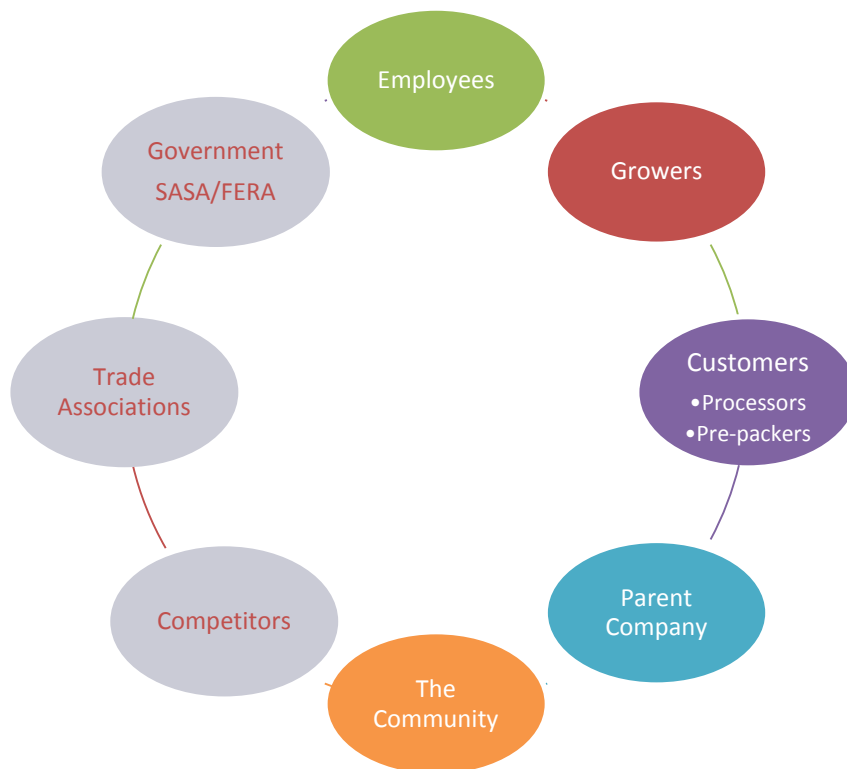 Employees
Growers
Customers
•Processors
•Pre-packers
Parent
Company
The
Community
Competitors
Trade
Associations
Government
SASA/FERA